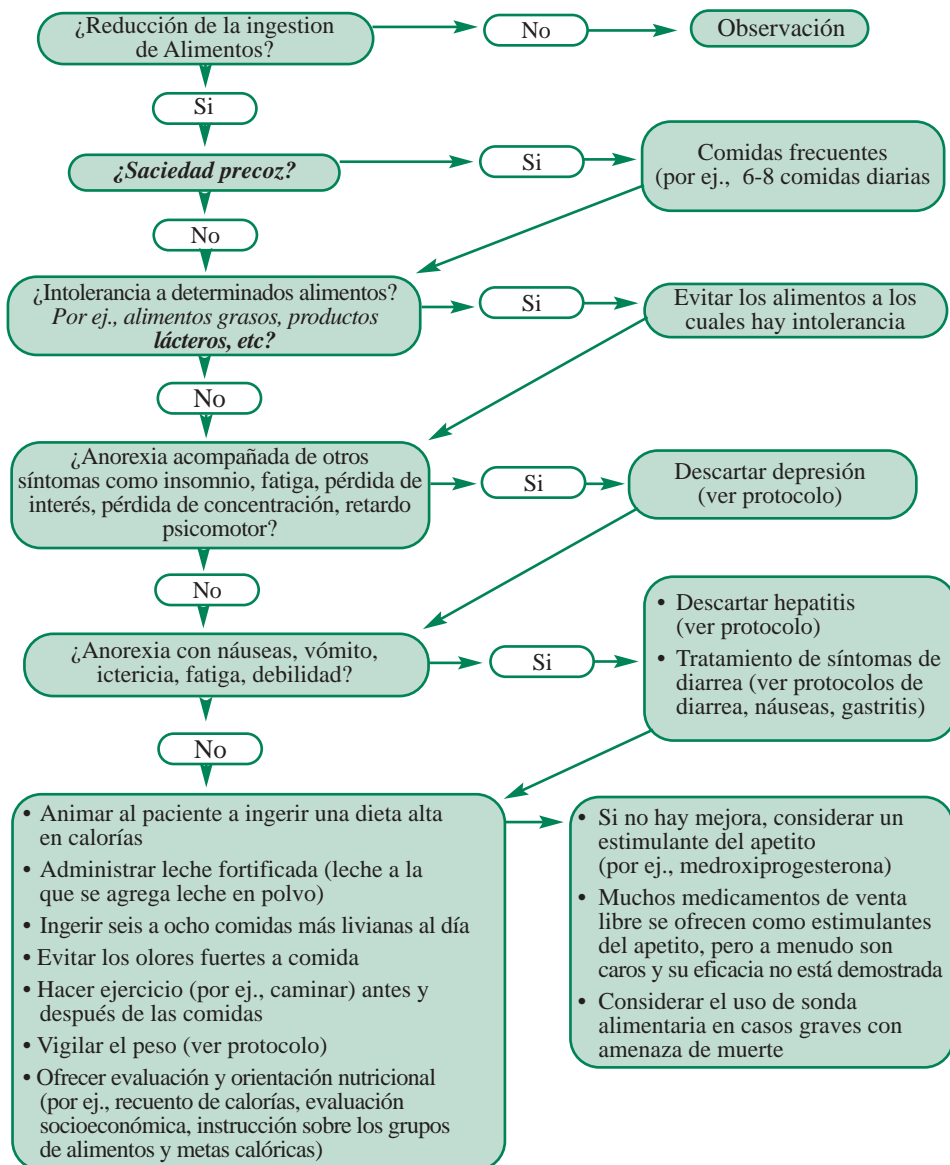 ¿Reducción de la ingestion
de Alimentos?
No
Observación
Si
¿Saciedad precoz?
Si
Comidas frecuentes
(por ej., 6-8 comidas diarias
No
¿Intolerancia a determinados alimentos?
Por ej., alimentos grasos, productos
lácteros, etc?
Si
Evitar los alimentos a los
cuales hay intolerancia
No
¿Anorexia acompañada de otros
síntomas como insomnio, fatiga, pérdida de
interés, pérdida de concentración, retardo
psicomotor?
Si
Descartar depresión
(ver protocolo)
No
¿Anorexia con náuseas, vómito,
ictericia, fatiga, debilidad?
Si
• Descartar hepatitis
(ver protocolo)
• Tratamiento de síntomas de
diarrea (ver protocolos de
diarrea, náuseas, gastritis)
No
• Animar al paciente a ingerir una dieta alta
en calorías
• Administrar leche fortificada (leche a la
que se agrega leche en polvo)
• Ingerir seis a ocho comidas más livianas al día
• Evitar los olores fuertes a comida
• Hacer ejercicio (por ej., caminar) antes y
después de las comidas
• Vigilar el peso (ver protocolo)
• Ofrecer evaluación y orientación nutricional
(por ej., recuento de calorías, evaluación
socioeconómica, instrucción sobre los grupos
de alimentos y metas calóricas)
• Si no hay mejora, considerar un
estimulante del apetito
(por ej., medroxiprogesterona)
• Muchos medicamentos de venta
libre se ofrecen como estimulantes
del apetito, pero a menudo son
caros y su eficacia no está demostrada
• Considerar el uso de sonda
alimentaria en casos graves con
amenaza de muerte